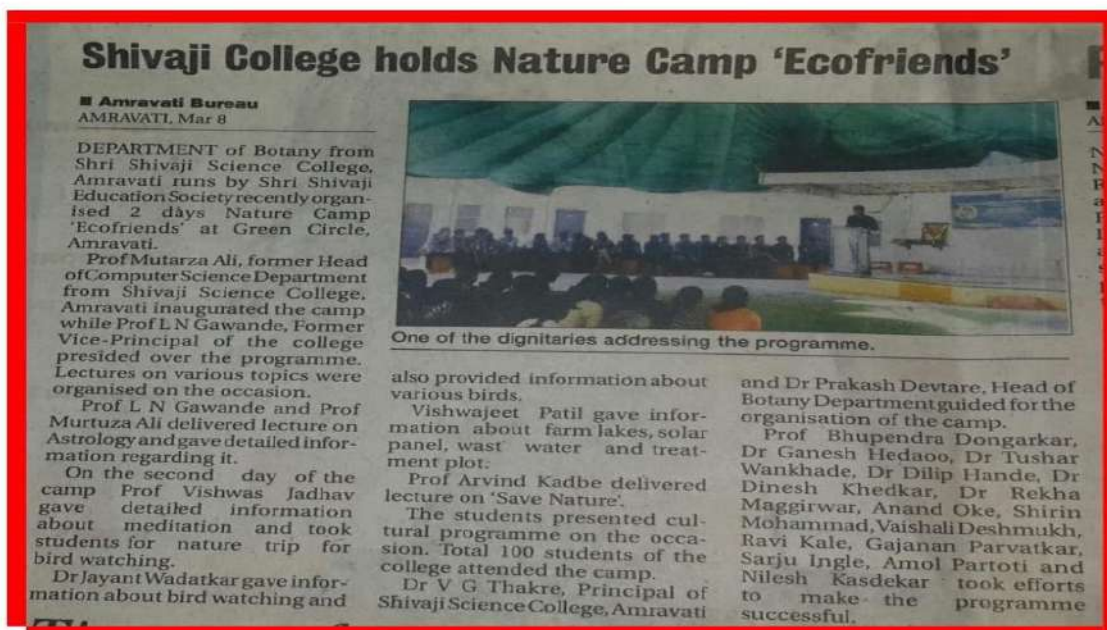 Shivaji College holds Nature Camp ‘Ecofriends’
■ Amravati Bureau
AMRAVATI, Mar 8
DEPARTMENT of Botany from
Shri Shivaji Science College,
Amravati runs by Shri Shivaji
Education Society recently organ-
ised 2 days Nature Camp
'Ecofriends' at Green Circle,
Amravati.
Prof Mutarza Ali, former Head
of Computer Science Department
from Shivaji Science College,
Amravati inaugurated the camp
while Prof L N Gawande, Former
Vice-Principal of the college
presided over the programme.
Lectures on various topics were
organised on the occasion.
Prof L N Gawande and Prof
Murtuza Ali delivered lecture on
Astrology and gave detailed infor-
mation regarding it.
On the second day of the
camp Prof Vishwas Jadhav
gave detailed information
about meditation and took
students for nature trip for
bird watching.
Dr Jayant Wadatkar gave infor-
mation about bird watching and
One of the dignitaries addressing the programme.
also provided information about
various birds.
Vishwajeet Patil gave infor-
mation about farm lakes, solar
panel, wast' water and treat-
ment plot.
Prof Arvind Kadbe delivered
lecture on 'Save Nature'.
The students presented cul-
tural programme on the occa-
sion. Total 100 students of the
college attended the camp.
Dr V G Thakre, Principal of
Shivaji Science College, Amravati
and Dr Prakash Devtare, Head of
Botany Department guided for the
organisation of the camp.
Prof Bhupendra Dongarkar,
Dr Ganesh Hedaoo, Dr Tushar
Wankhade, Dr Dilip Hande, Dr
Dinesh Khedkar, Dr Rekha
Maggirwar, Anand Oke, Shirin
Mohammad, Vaishali Deshmukh,
Ravi Kale, Gajanan Parvatkar,
Sarju Ingle, Amol Partoti and
Nilesh Kasdekar took efforts
to make the programme
successful.